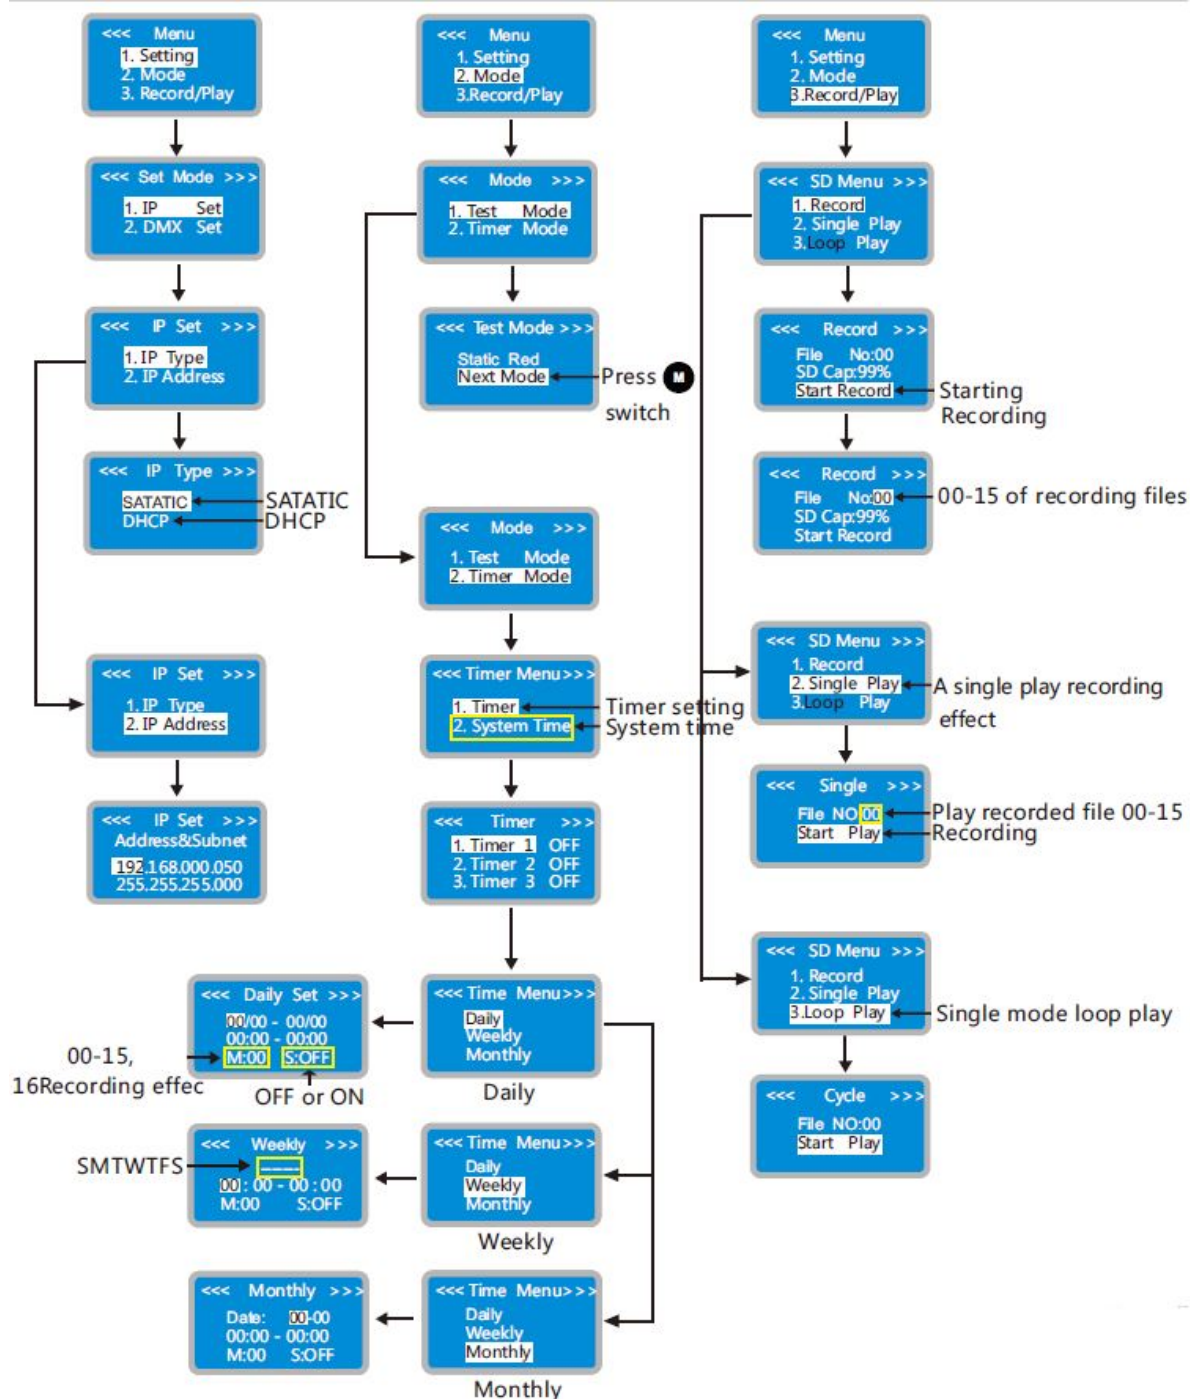 <<< Menu
1. Setting
2. Mode
3. Record/Play
<<< Set Mode >>>
1. IP Set
2. DMX Set
<<< IP Set >>>
1. IP Type
2. IP Address
<<< IP Type >>>
SATATIC
DHCP
SATATIC
DHCP
<<< IP Set >>>
1. IP Type
2. IP Address
<<< IP Set >>>
Address&Subnet
192.168.000.050
255.255.255.000
<<< Menu
1. Setting
2. Mode
3.Record/Play
<<< Mode >>>
1. Test Mode
2. Timer Mode
<<< Test Mode >>>
Static Red
Next Mode
Press M
switch
<<< Mode >>>
1. Test Mode
2. Timer Mode
<<< Timer Menu>>>
1. Timer
2. System Time
Timer setting
System time
<<< Timer >>>
1. Timer 1 OFF
2. Timer 2 OFF
3. Timer 3 OFF
<<< Time Menu>>>
Daily
Weekly
Monthly
Daily
<<< Daily Set >>>
00/00 - 00/00
00:00 - 00:00
M:00 S:OFF
00-15,
16Recording effec
OFF or ON
<<< Time Menu>>>
Daily
Weekly
Monthly
Weekly
<<< Weekly >>>
_____
00 : 00 - 00 : 00
M:00 S:OFF
SMTWTFS
<<< Time Menu>>>
Daily
Weekly
Monthly
Monthly
<<< Monthly >>>
Date: 00-00
00:00 - 00:00
M:00 S:OFF
<<< Menu
1. Setting
2. Mode
3.Record/Play
<<< SD Menu >>>
1. Record
2. Single Play
3.Loop Play
<<< Record >>>
File No:00
SD Cap:99%
Start Record
Starting
Recording
<<< Record >>>
File No:00
SD Cap:99%
Start Record
00-15 of recording files
<<< SD Menu >>>
1. Record
2. Single Play
3.Loop Play
A single play recording
effect
<<< Single >>>
File NO:00
Start Play
Play recorded file 00-15
Recording
<<< SD Menu >>>
1. Record
2. Single Play
3.Loop Play
Single mode loop play
<<< Cycle >>>
File NO:00
Start Play